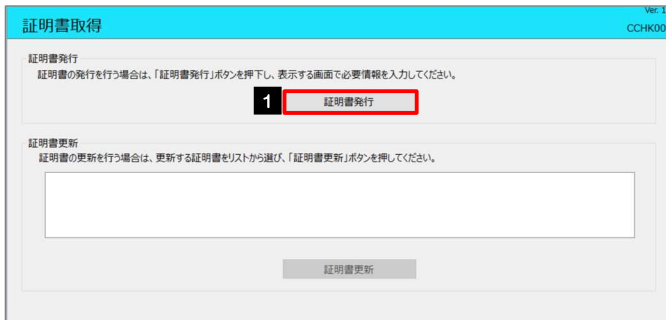 Ver. 1
証明書取得
CCHK00
証明書発行
証明書の発行を行う場合は、「証明書発行」ボタンを押下し、表示する画面で必要情報を入力してください。
1 証明書発行
証明書更新
証明書の更新を行う場合は、更新する証明書をリストから選び、「証明書更新」ボタンを押してください。
証明書更新